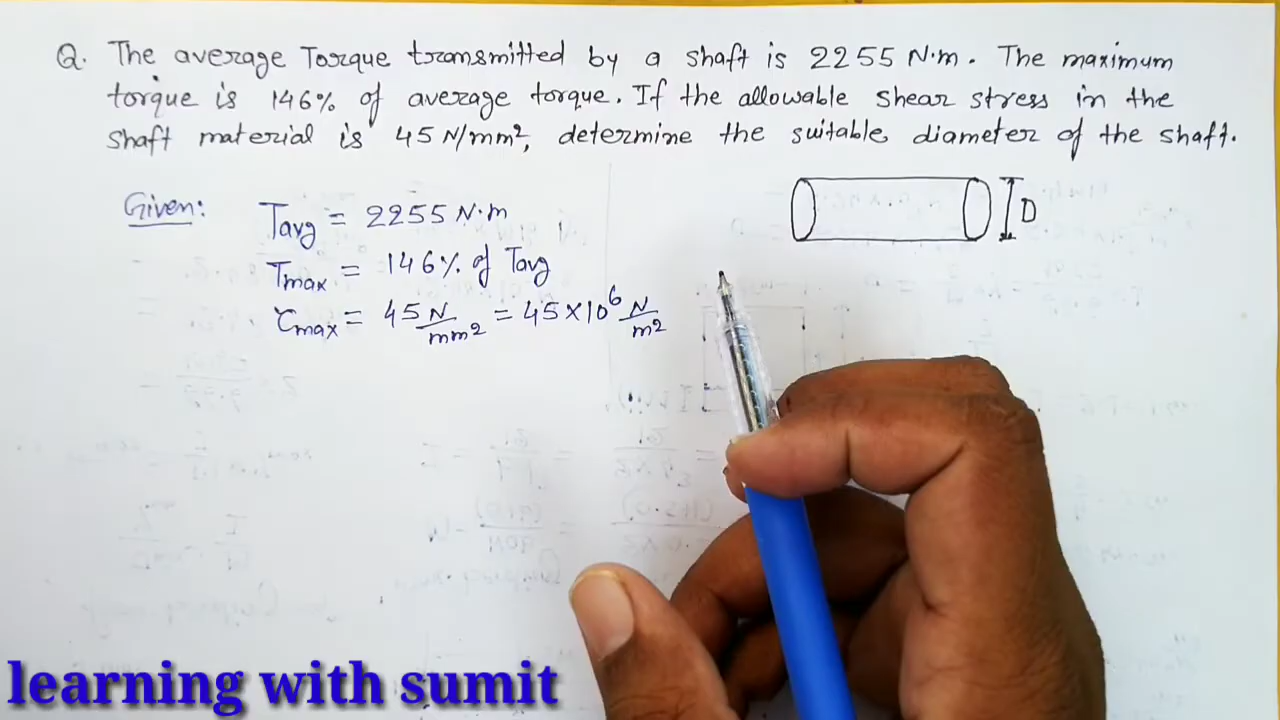 Q. The average Torque transmitted by a shaft is 2255 N·m. The maximum
torque is 146% of average torque. If the allowable shear stress in the
shaft material is 45 N/mm², determine the suitable diameter of the shaft.
Given:
Tavg = 2255 N·m
Tmax = 146% of Tavg
τmax = 45 N/mm² = 45×10⁶ N/m²
D
learning with sumit